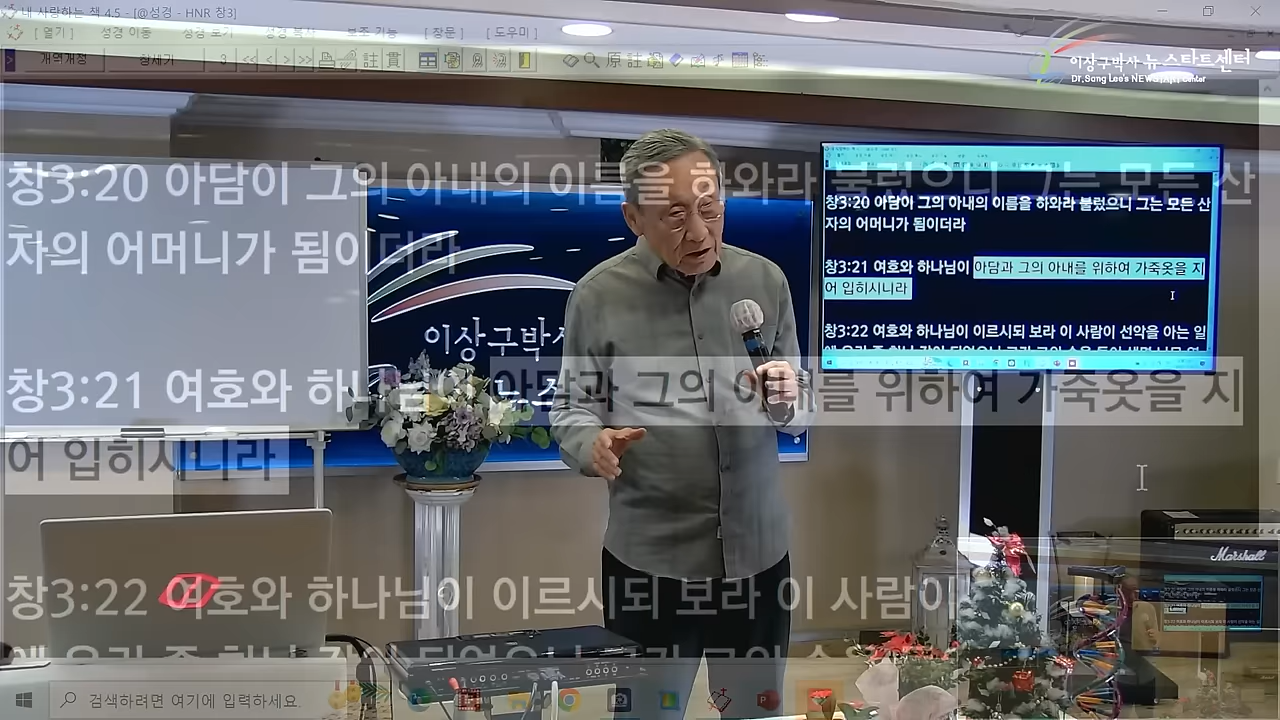 내 사랑하는 책 4.5 - [@성경 - HNR 창3]
[ 열기 ] 성경 이동 성경 보기 성경 복사 보조 기능 [ 창문 ] [ 도우미 ]
개역개정 창세기 3 << < > >>
이상구박사 뉴스타트센터
Dr.Sang Lee's NEWSTART Center
창3:20 아담이 그의 아내의 이름을 하와라 불렀으니 그는 모든 산
자의 어머니가 됨이더라
창3:21 여호와 하나님이 아담과 그의 아내를 위하여 가죽옷을 지
어 입히시니라
창3:22 여호와 하나님이 이르시되 보라 이 사람이
창3:20 아담이 그의 아내의 이름을 하와라 불렀으니 그는 모든 산
자의 어머니가 됨이더라
창3:21 여호와 하나님이 아담과 그의 아내를 위하여 가죽옷을 지
어 입히시니라
창3:22 여호와 하나님이 이르시되 보라 이 사람이 선악을 아는 일
이상구박사
Marshall
검색하려면 여기에 입력하세요.